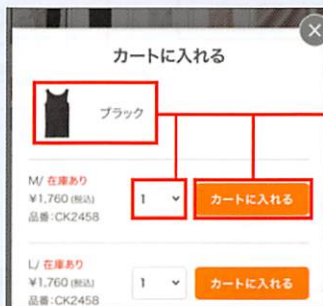 カートに入れる
ブラック
M/ 在庫あり
¥1,760 (税込)
品番：CK2458
1
カートに入れる
L/ 在庫あり
¥1,760 (税込)
品番：CK2458
1
カートに入れる